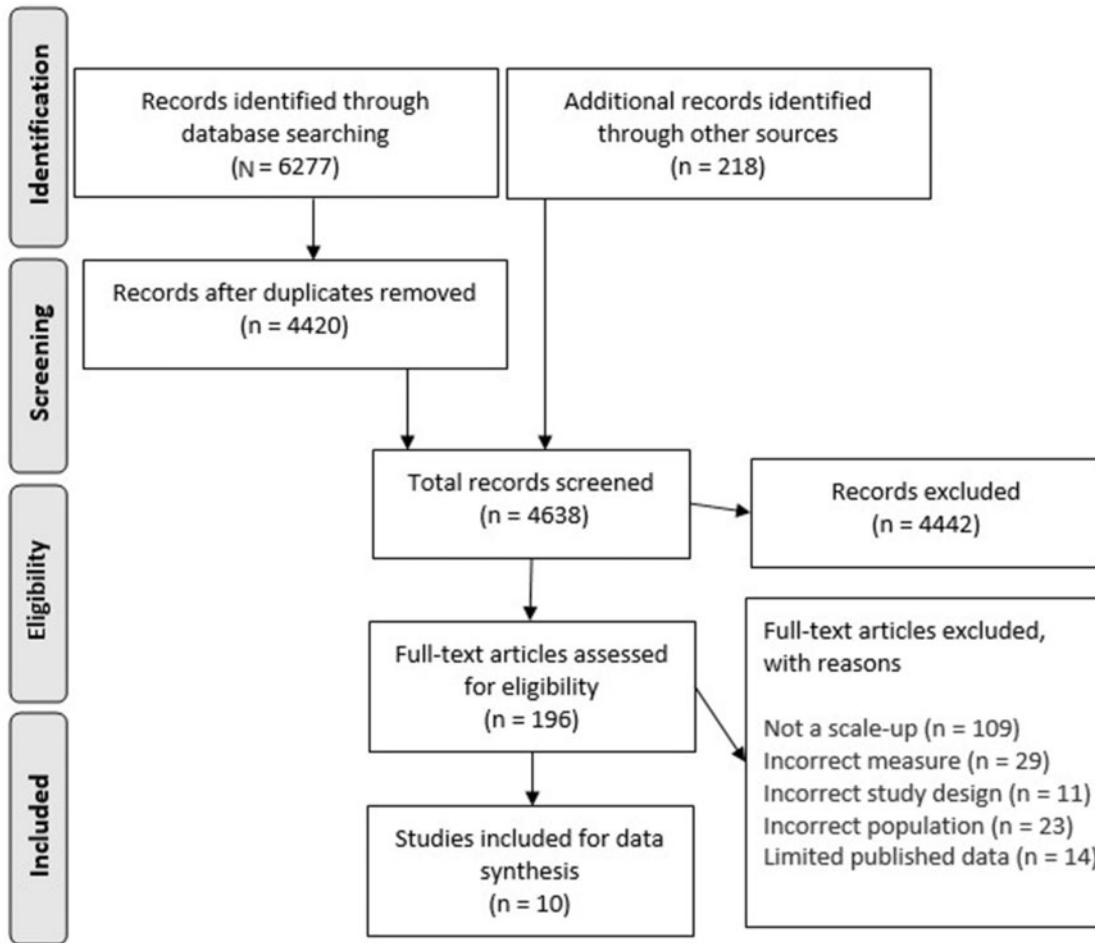 Identification
Records identified through
database searching
(N = 6277)
Additional records identified
through other sources
(n = 218)
Screening
Records after duplicates removed
(n = 4420)
Total records screened
(n = 4638)
Records excluded
(n = 4442)
Eligibility
Full-text articles assessed
for eligibility
(n = 196)
Full-text articles excluded,
with reasons
Not a scale-up (n = 109)
Incorrect measure (n = 29)
Incorrect study design (n = 11)
Incorrect population (n = 23)
Limited published data (n = 14)
Included
Studies included for data
synthesis
(n = 10)